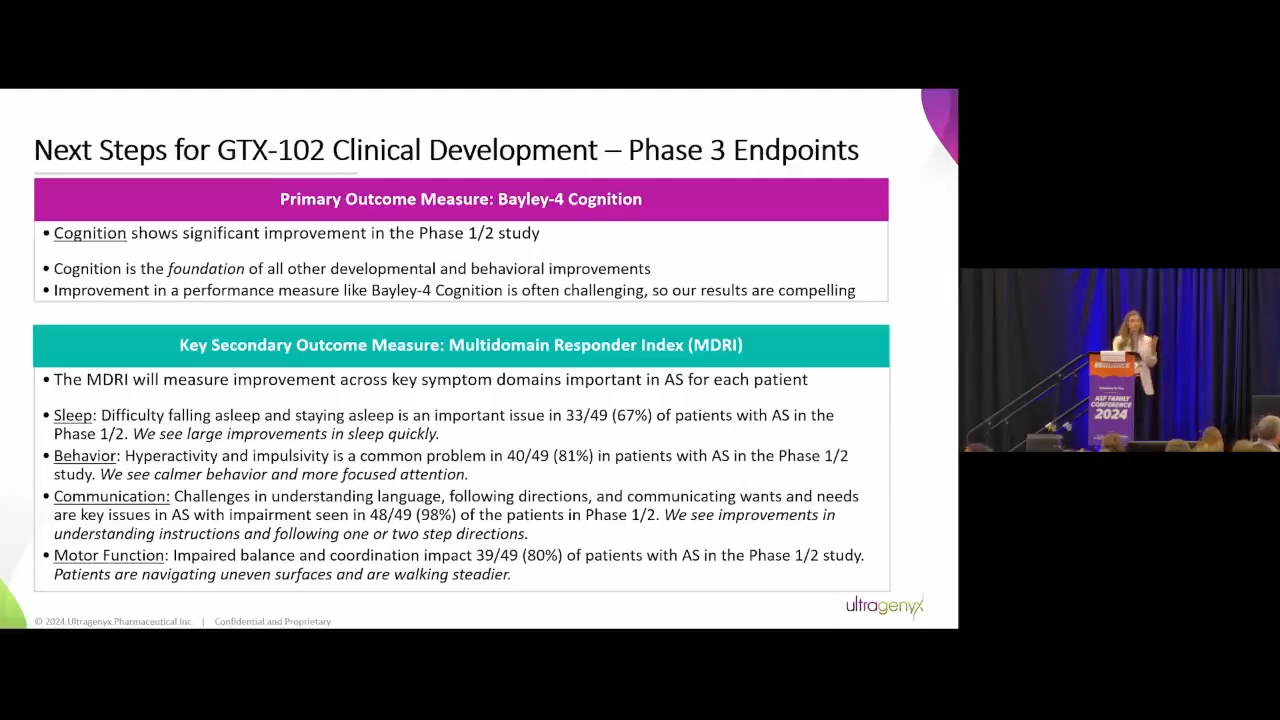 Next Steps for GTX-102 Clinical Development – Phase 3 Endpoints
Primary Outcome Measure: Bayley-4 Cognition
• Cognition shows significant improvement in the Phase 1/2 study
• Cognition is the foundation of all other developmental and behavioral improvements
• Improvement in a performance measure like Bayley-4 Cognition is often challenging, so our results are compelling
Key Secondary Outcome Measure: Multidomain Responder Index (MDRI)
• The MDRI will measure improvement across key symptom domains important in AS for each patient
• Sleep: Difficulty falling asleep and staying asleep is an important issue in 33/49 (67%) of patients with AS in the
Phase 1/2. We see large improvements in sleep quickly.
• Behavior: Hyperactivity and impulsivity is a common problem in 40/49 (81%) in patients with AS in the Phase 1/2
study. We see calmer behavior and more focused attention.
• Communication: Challenges in understanding language, following directions, and communicating wants and needs
are key issues in AS with impairment seen in 48/49 (98%) of the patients in Phase 1/2. We see improvements in
understanding instructions and following one or two step directions.
• Motor Function: Impaired balance and coordination impact 39/49 (80%) of patients with AS in the Phase 1/2 study.
Patients are navigating uneven surfaces and are walking steadier.
ultragenyx
© 2024 Ultragenyx Pharmaceutical Inc. | Confidential and Proprietary
ASF FAMILY
CONFERENCE
2024